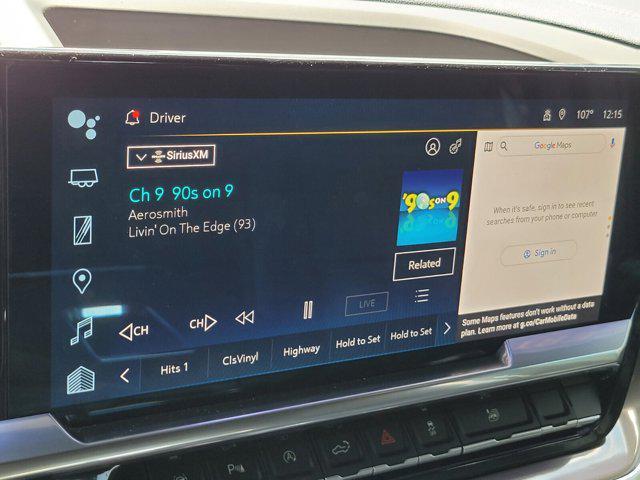 Driver
107° 12:15
SiriusXM
Ch 9 90s on 9
Aerosmith
Livin' On The Edge (93)
'90s ON 9
Related
Google Maps
When it's safe, sign in to see recent
searches from your phone or computer
Sign in
Some Maps features don't work without a data
plan. Learn more at g.co/CarMobileData
CH
CH
LIVE
Hits 1
ClsVinyl
Highway
Hold to Set
Hold to Set
P
A